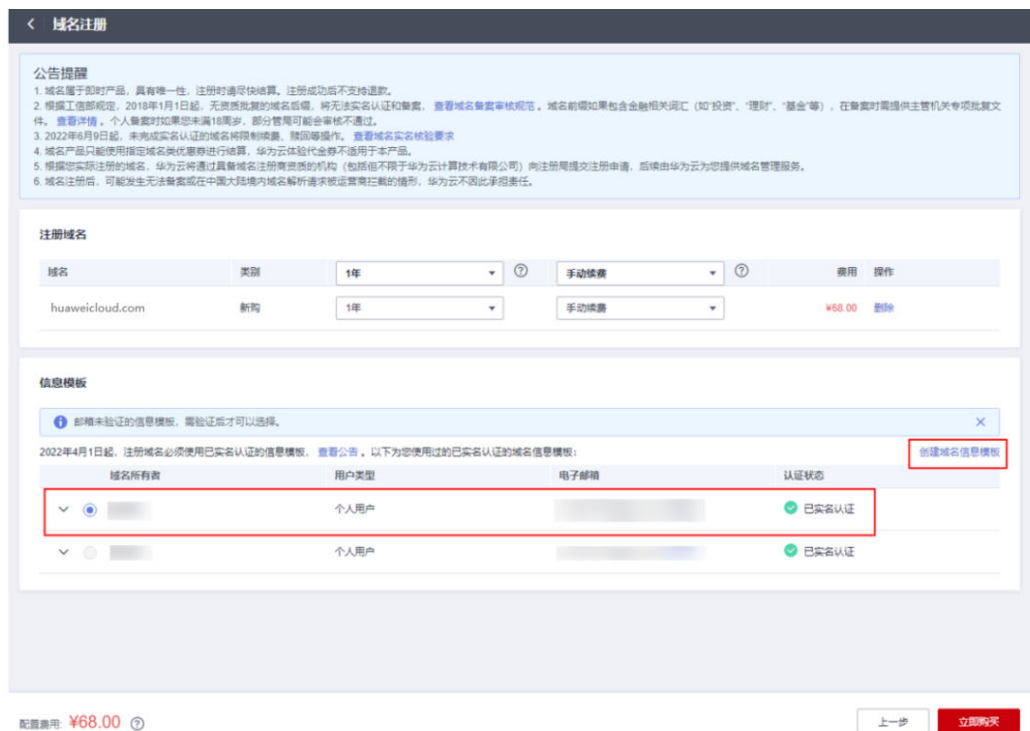 域名注册
公告提醒
1. 域名属于即时产品，具有唯一性，注册时请尽快结算。注册成功后不支持退款。
2. 根据工信部规定，2018年1月1日起，无资质批复的域名后缀，将无法实名认证和备案，查看域名备案审核规范。域名前缀如果包含金融相关词汇（如“投资”、“理财”、“基金”等），在备案时需提供主管机关专项批复文
件。查看详情。个人备案时如果您未满18周岁，部分管局可能会审核不通过。
3. 2022年6月9日起，未完成实名认证的域名将限制续费、赎回等操作。查看域名实名核验要求
4. 域名产品只能使用指定域名类优惠券进行结算，华为云体验代金券不适用于本产品。
5. 根据您实际注册的域名，华为云将通过具备域名注册商资质的机构（包括但不限于华为云计算技术有限公司）向注册局提交注册申请，后续由华为云为您提供域名管理服务。
6. 域名注册后，可能发生无法备案或在中国大陆境内域名解析请求被运营商拦截的情形，华为云不因此承担责任。
注册域名
域名 类别 1年 手动续费 费用 操作
huaweicloud.com 新购 1年 手动续费 ¥68.00 删除
信息模板
邮箱未验证的信息模板，需验证后才可以选择。
2022年4月1日起，注册域名必须使用已实名认证的信息模板，查看公告。以下为您使用过的已实名认证的域名信息模板： 创建域名信息模板
域名所有者 用户类型 电子邮箱 认证状态
个人用户 已实名认证
个人用户 已实名认证
配置费用: ¥68.00 上一步 立即购买